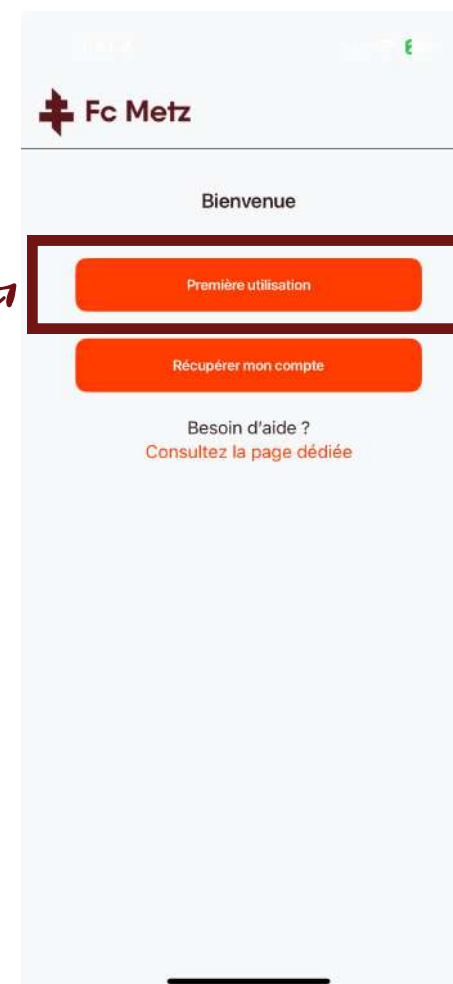 Fc Metz
Bienvenue
Première utilisation
Récupérer mon compte
Besoin d'aide ?
Consultez la page dédiée